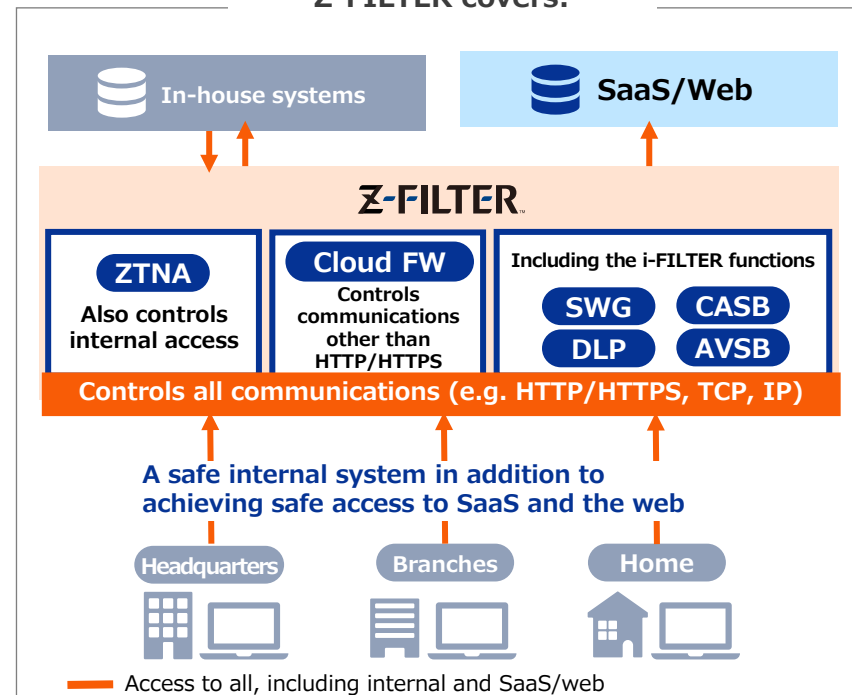 Z-FILTER covers:
In-house systems
SaaS/Web
Z-FILTER™
ZTNA
Also controls
internal access
Cloud FW
Controls
communications
other than
HTTP/HTTPS
Including the i-FILTER functions
SWG
CASB
DLP
AVSB
Controls all communications (e.g. HTTP/HTTPS, TCP, IP)
A safe internal system in addition to
achieving safe access to SaaS and the web
Headquarters
Branches
Home
Access to all, including internal and SaaS/web